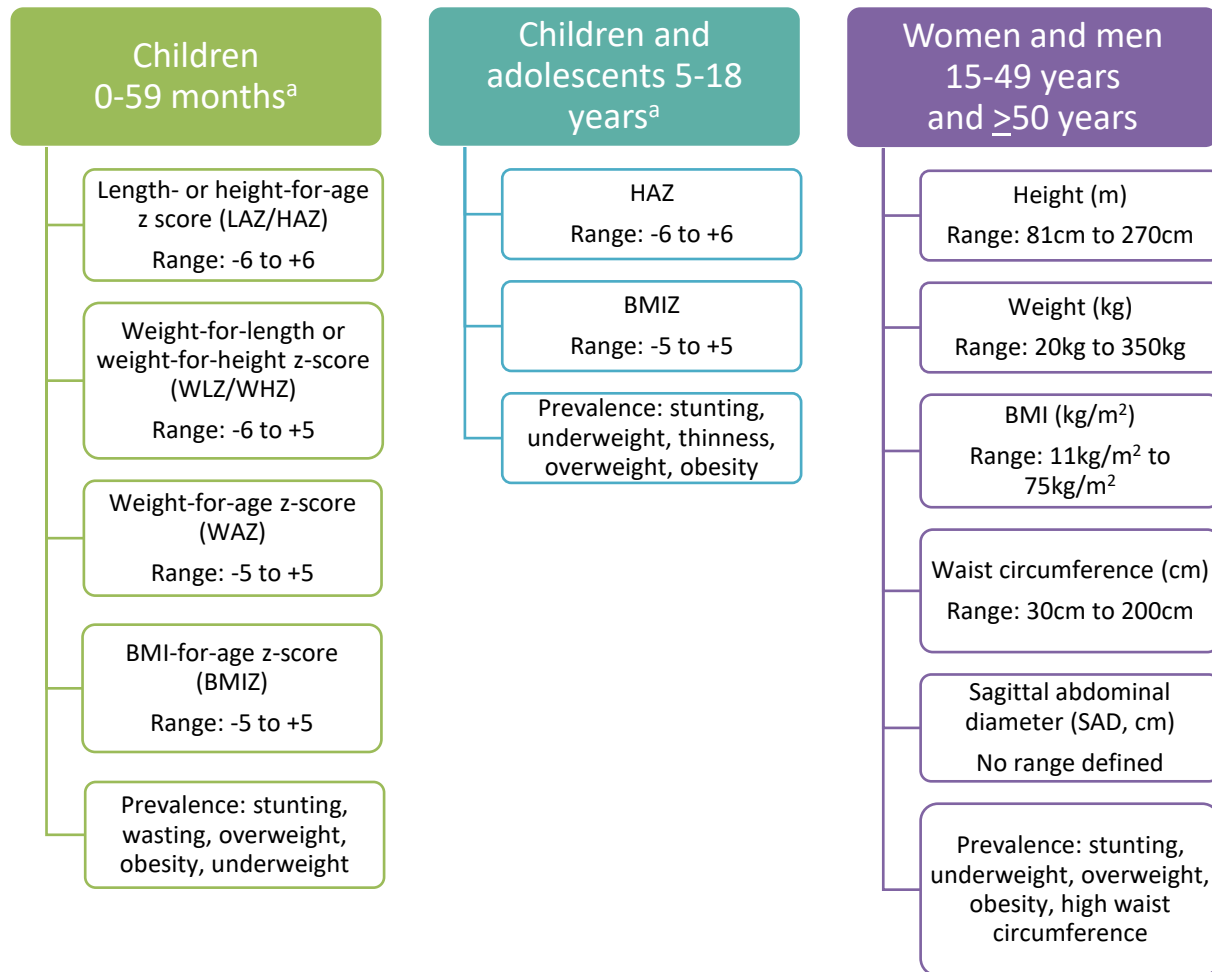 Children
0-59 months^a
Length- or height-for-age
z score (LAZ/HAZ)
Range: -6 to +6
Weight-for-length or
weight-for-height z-score
(WLZ/WHZ)
Range: -6 to +5
Weight-for-age z-score
(WAZ)
Range: -5 to +5
BMI-for-age z-score
(BMIZ)
Range: -5 to +5
Prevalence: stunting,
wasting, overweight,
obesity, underweight
Children and
adolescents 5-18
years^a
HAZ
Range: -6 to +6
BMIZ
Range: -5 to +5
Prevalence: stunting,
underweight, thinness,
overweight, obesity
Women and men
15-49 years
and ≥50 years
Height (m)
Range: 81cm to 270cm
Weight (kg)
Range: 20kg to 350kg
BMI (kg/m²)
Range: 11kg/m² to
75kg/m²
Waist circumference (cm)
Range: 30cm to 200cm
Sagittal abdominal
diameter (SAD, cm)
No range defined
Prevalence: stunting,
underweight, overweight,
obesity, high waist
circumference